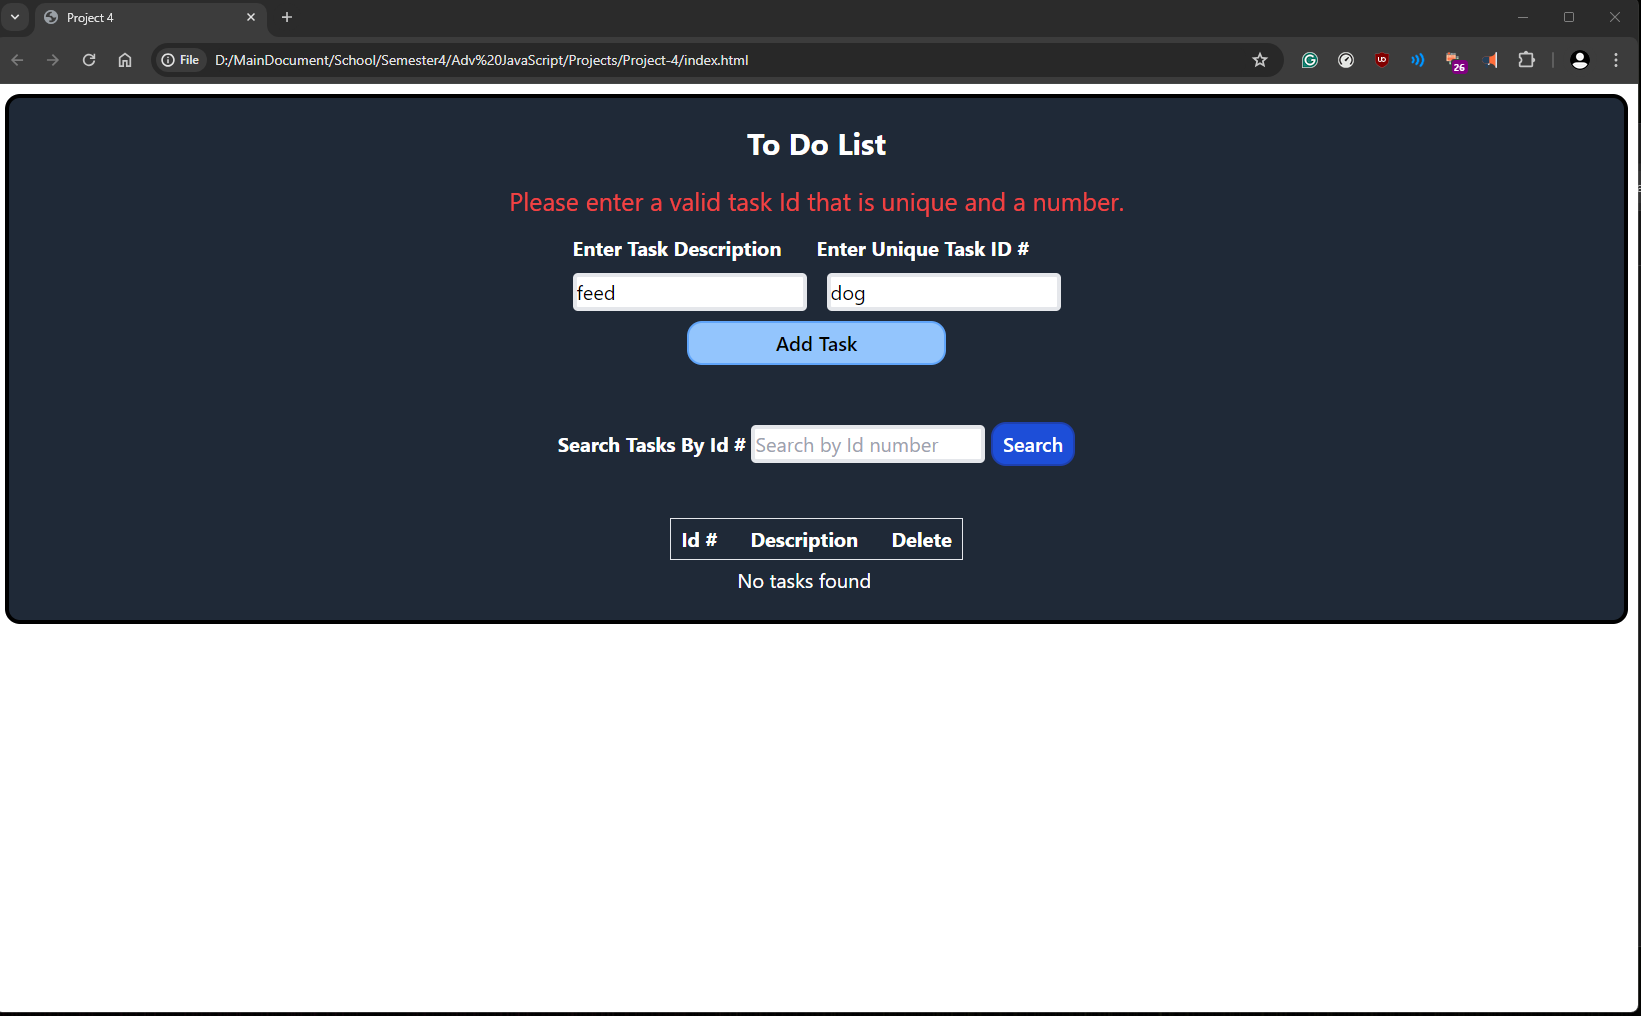 Project 4
File D:/MainDocument/School/Semester4/Adv%20JavaScript/Projects/Project-4/index.html
26
To Do List
Please enter a valid task Id that is unique and a number.
Enter Task Description Enter Unique Task ID #
feed dog
Add Task
Search Tasks By Id # Search by Id number Search
Id # Description Delete
No tasks found